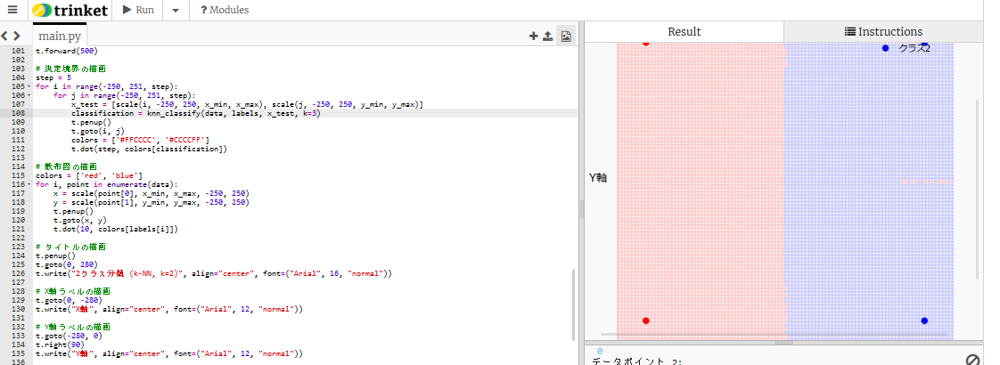 trinket
Run
? Modules
main.py
Result
Instructions
101 t.forward(500)
102
103 # 決定境界の描画
104 step = 5
105 for i in range(-250, 251, step):
106     for j in range(-250, 251, step):
107         x_test = [scale(i, -250, 250, x_min, x_max), scale(j, -250, 250, y_min, y_max)]
108         classification = knn_classify(data, labels, x_test, k=3)
109         t.penup()
110         t.goto(i, j)
111         colors = ['#FFCCCC', '#CCCCFF']
112         t.dot(step, colors[classification])
113
114 # 散布図の描画
115 colors = ['red', 'blue']
116 for i, point in enumerate(data):
117     x = scale(point[0], x_min, x_max, -250, 250)
118     y = scale(point[1], y_min, y_max, -250, 250)
119     t.penup()
120     t.goto(x, y)
121     t.dot(10, colors[labels[i]])
122
123 # タイトルの描画
124 t.penup()
125 t.goto(0, 280)
126 t.write("2クラス分類 (k-NN, k=2)", align="center", font=("Arial", 16, "normal"))
127
128 # X軸ラベルの描画
129 t.goto(0, -280)
130 t.write("X軸", align="center", font=("Arial", 12, "normal"))
131
132 # Y軸ラベルの描画
133 t.goto(-280, 0)
134 t.right(90)
135 t.write("Y軸", align="center", font=("Arial", 12, "normal"))
136
クラス2
Y軸
0
データポイント 2: